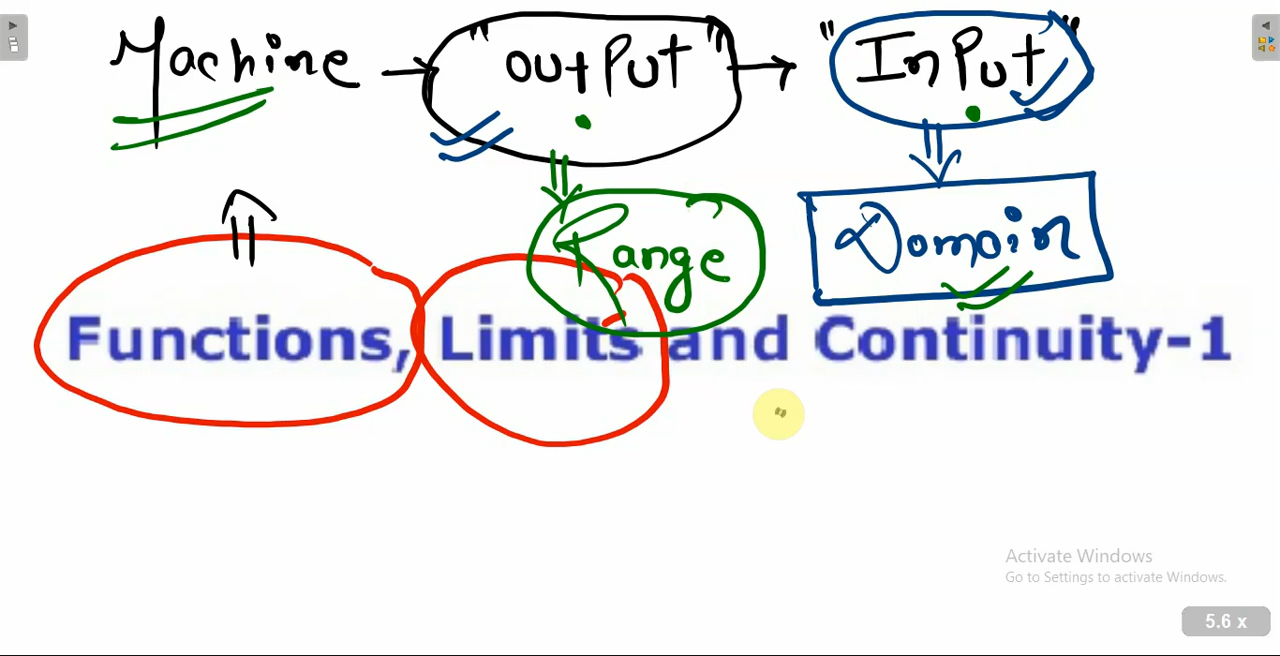 Machine → "OutPut" → "InPut"
Range Domain
Functions, Limits and Continuity-1
Activate Windows
Go to Settings to activate Windows.
5.6 x